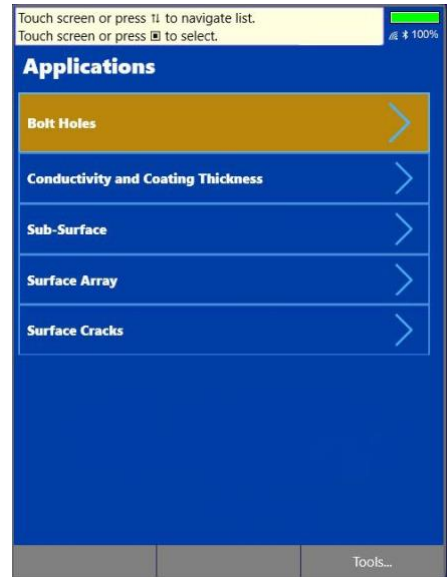 Touch screen or press ⇅ to navigate list.
Touch screen or press ▣ to select.
100%
Applications
Bolt Holes
Conductivity and Coating Thickness
Sub-Surface
Surface Array
Surface Cracks
Tools...